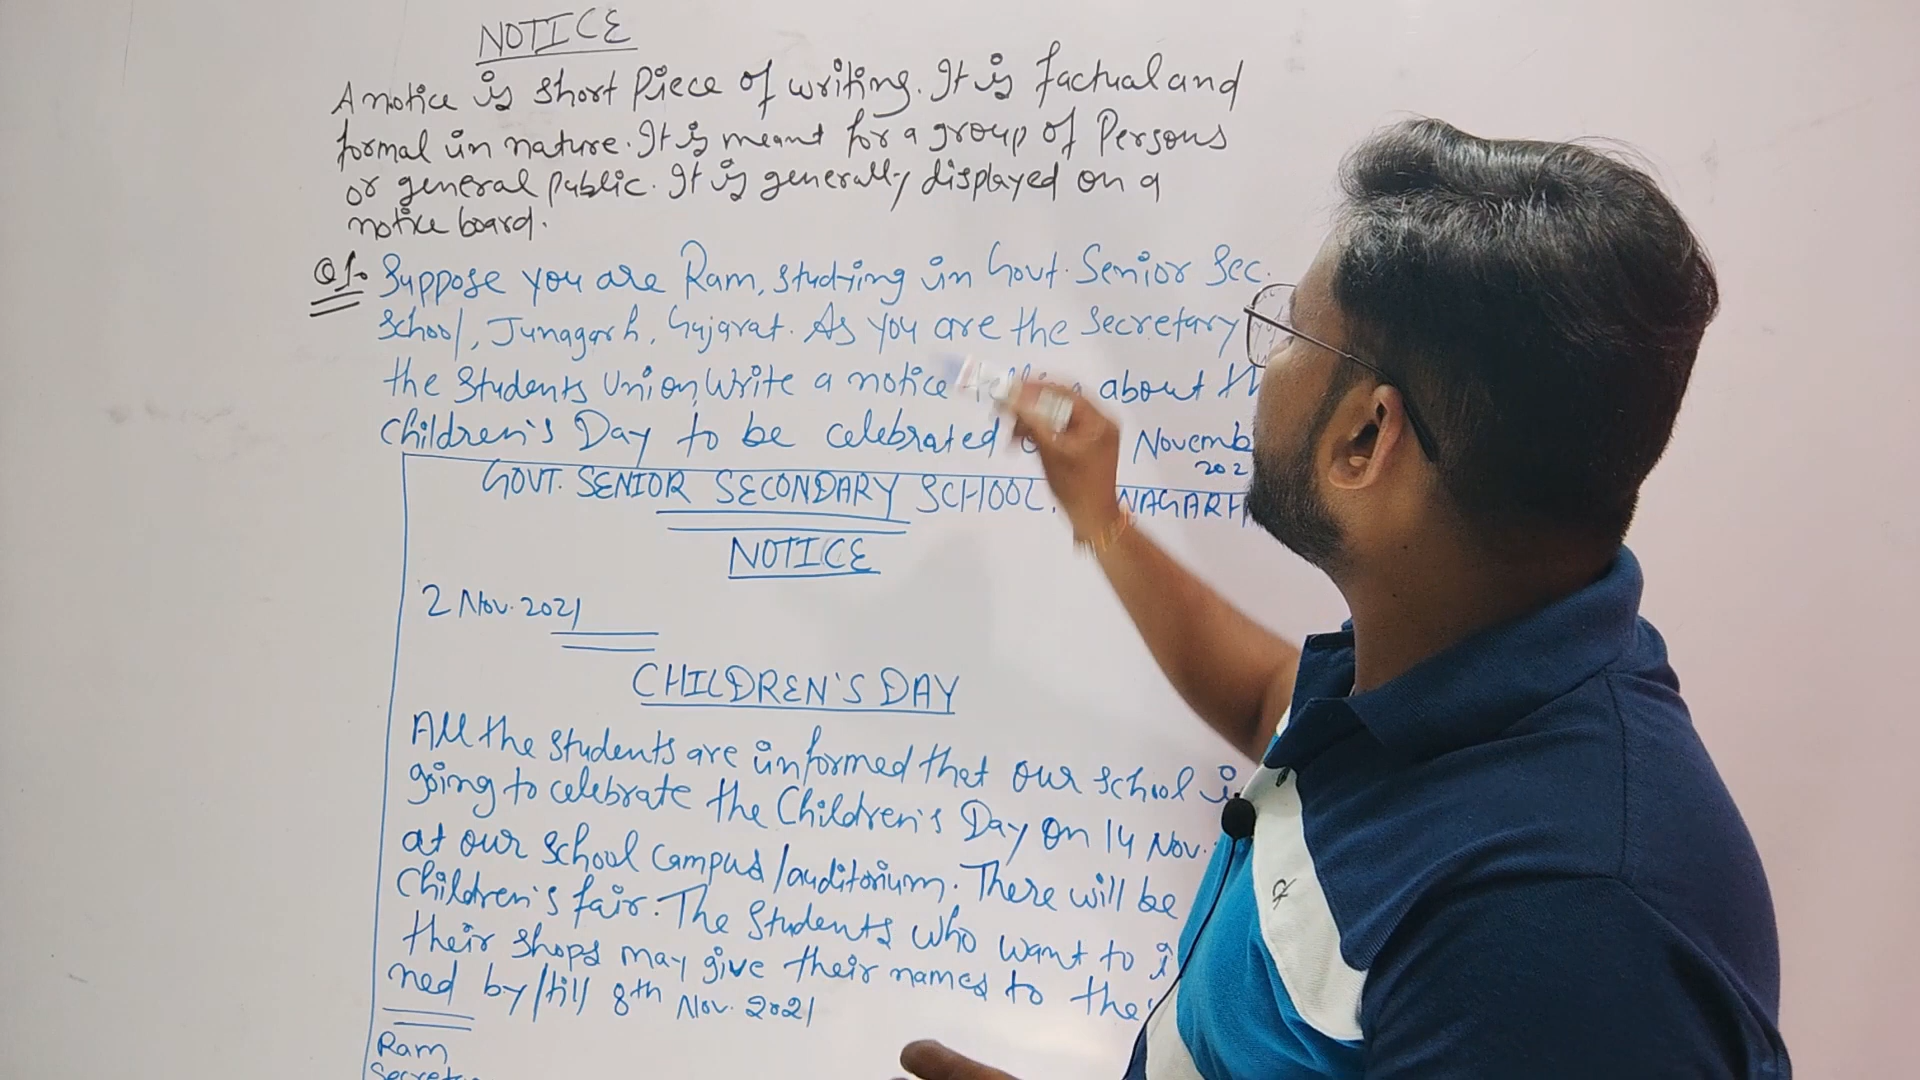 NOTICE
A notice is short Piece of writing. It is factual and
formal in nature. It is meant for a group of Persons
or general public. It is generally displayed on a
notice board.
Q1. Suppose you are Ram, studying in Govt. Senior Sec.
School, Junagarh, Gujarat. As you are the Secretary
the Students Union, Write a notice about
Children's Day to be celebrated
GOVT. SENIOR SECONDARY SCHOOL,
NOTICE
2 Nov. 2021
CHILDREN'S DAY
All the students are informed that our school
going to celebrate the Children's Day on 14 Nov.
at our school campus/auditorium. There will be
Children's fair. The students who want to
their shops may give their names to the
ned by/till 8th Nov. 2021
Ram